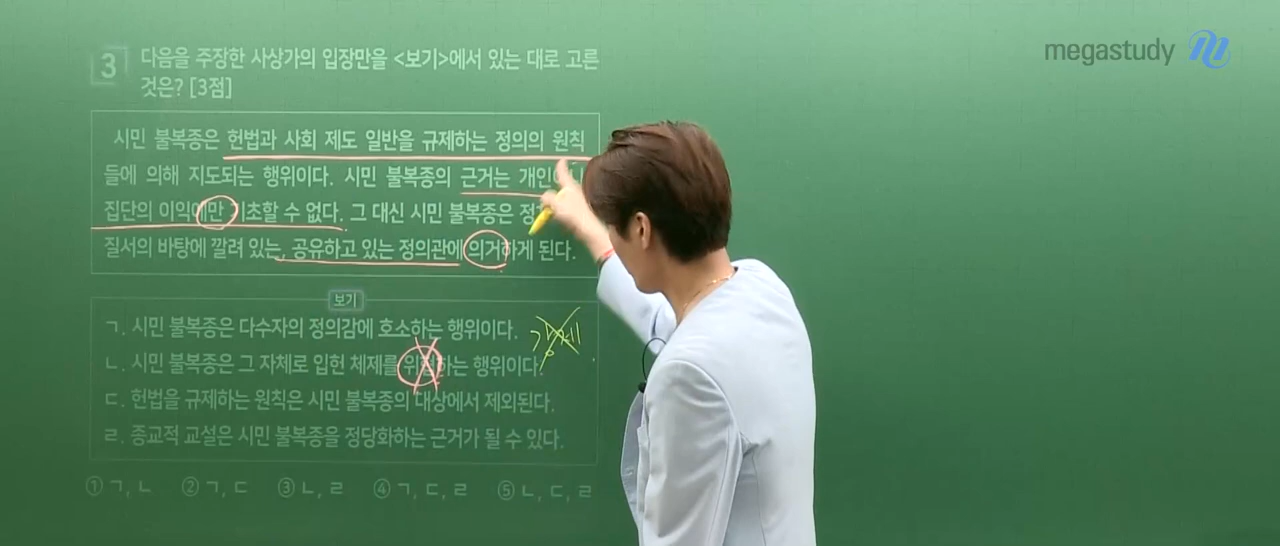 megastudy
3 다음을 주장한 사상가의 입장만을 <보기>에서 있는 대로 고른
것은? [3점]
시민 불복종은 헌법과 사회 제도 일반을 규제하는 정의의 원칙
들에 의해 지도되는 행위이다. 시민 불복종의 근거는 개인
집단의 이익에만 기초할 수 없다. 그 대신 시민 불복종은
질서의 바탕에 깔려 있는, 공유하고 있는 정의관에 의거하게 된다.
보기
ㄱ. 시민 불복종은 다수자의 정의감에 호소하는 행위이다.
ㄴ. 시민 불복종은 그 자체로 입헌 체제를 위협하는 행위이다.
ㄷ. 헌법을 규제하는 원칙은 시민 불복종의 대상에서 제외된다.
ㄹ. 종교적 교설은 시민 불복종을 정당화하는 근거가 될 수 있다.
① ㄱ, ㄴ ② ㄱ, ㄷ ③ ㄴ, ㄹ ④ ㄱ, ㄷ, ㄹ ⑤ ㄴ, ㄷ, ㄹ